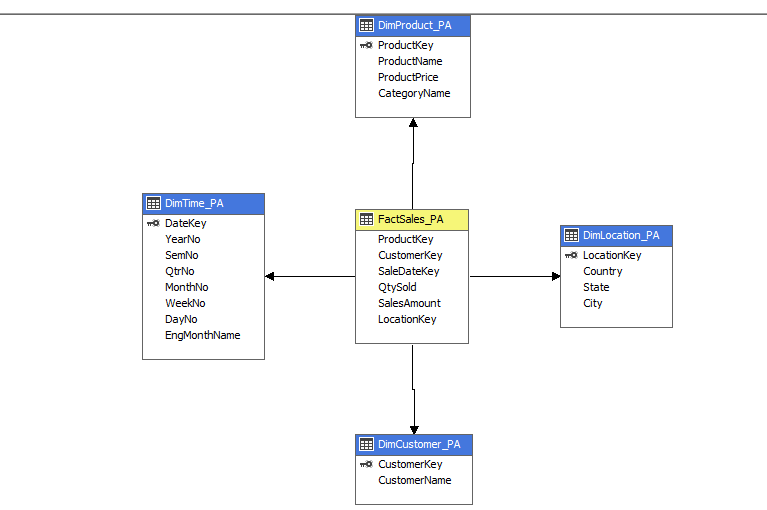 DimProduct_PA
ProductKey
ProductName
ProductPrice
CategoryName
DimTime_PA
DateKey
YearNo
SemNo
QtrNo
MonthNo
WeekNo
DayNo
EngMonthName
FactSales_PA
ProductKey
CustomerKey
SaleDateKey
QtySold
SalesAmount
LocationKey
DimLocation_PA
LocationKey
Country
State
City
DimCustomer_PA
CustomerKey
CustomerName